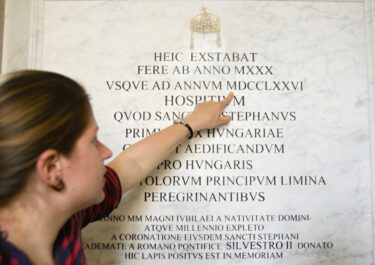 HEIC EXSTABAT
FERE AB ANNO MXXX
VSQVE AD ANNVM MDCCLXXVI
HOSPITIVM
QVOD STEPHANVS
HVNGARIAE
AEDIFICANDVM
PRO HVNGARIS
PRINCIPVM LIMINA
PEREGRINANTIBVS
ANNO MM MAGNI IVBILAEI A NATIVITATE DOMINI
ATQVE MILLENNIO EXPLETO
A CORONATIONE EIVSDEM SANCTI STEPHANI
A ROMANO PONTIFICE SILVESTRO II DONATO
HIC LAPIS POSITVS EST IN MEMORIAM